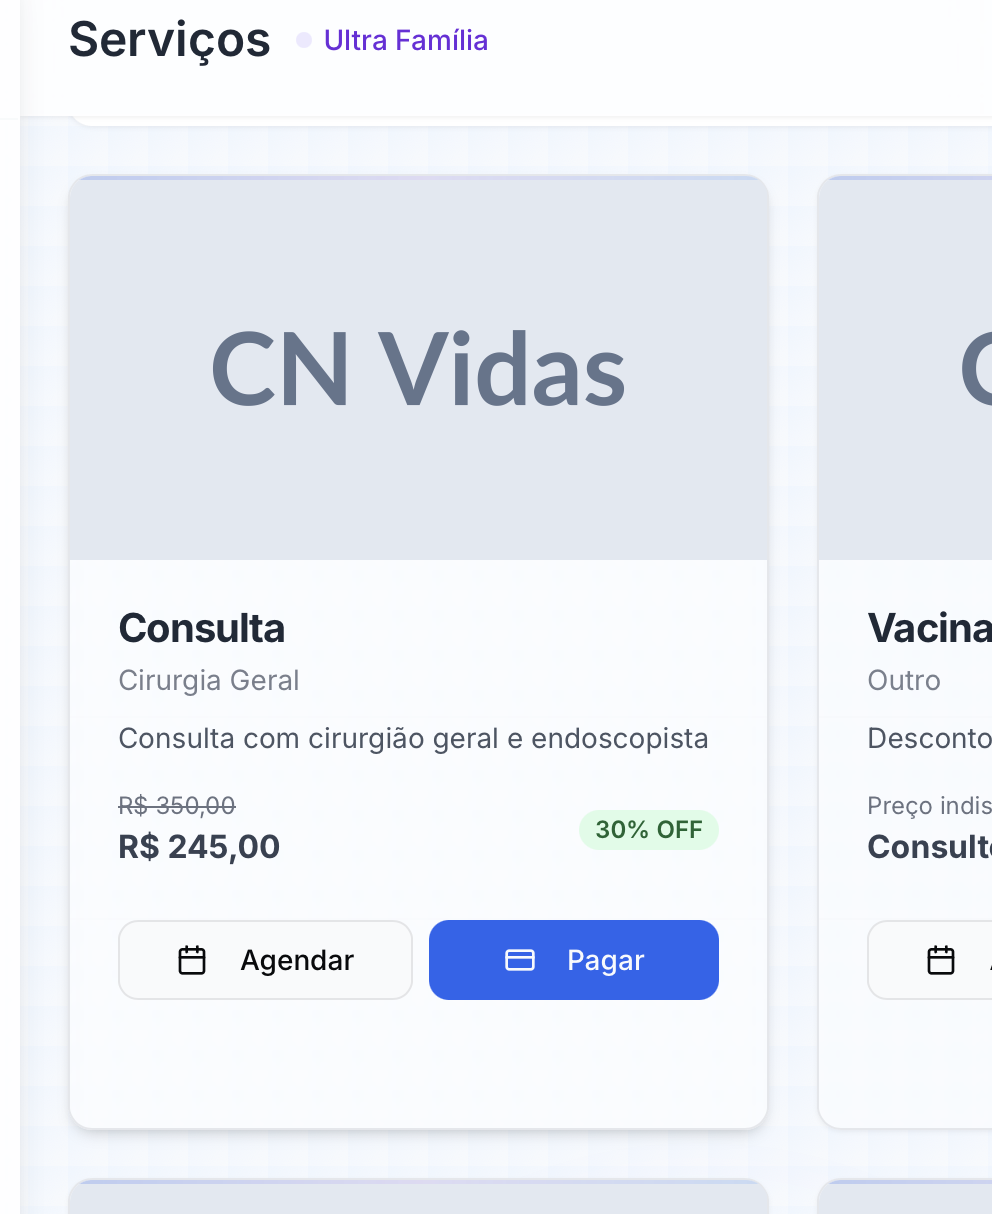 Serviços
Ultra Família
CN Vidas
Consulta
Cirurgia Geral
Consulta com cirurgião geral e endoscopista
R$ 350,00
R$ 245,00
30% OFF
Agendar
Pagar
Vacina
Outro
Desconto
Preço indis
Consult